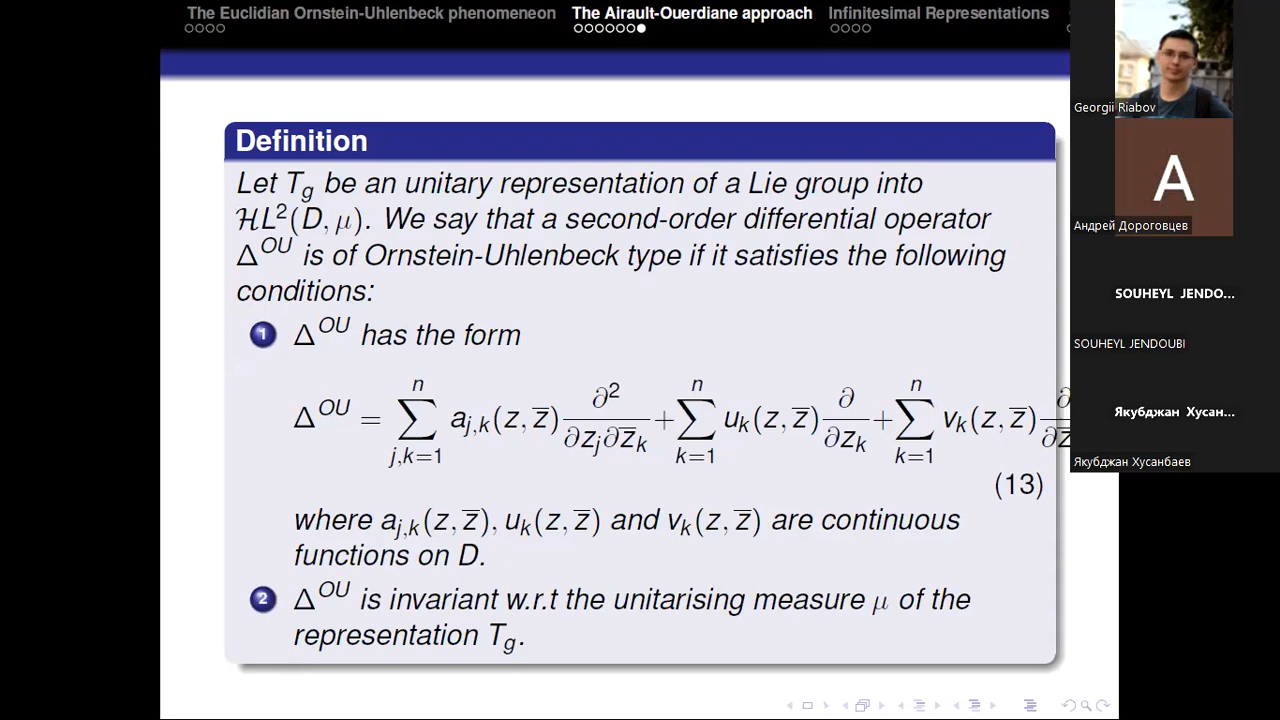 The Euclidian Ornstein-Uhlenbeck phenomeneon
The Airault-Ouerdiane approach
Infinitesimal Representations
Definition
Let T_g be an unitary representation of a Lie group into
ℋL²(D, μ). We say that a second-order differential operator
Δ^{OU} is of Ornstein-Uhlenbeck type if it satisfies the following
conditions:
1 Δ^{OU} has the form
Δ^{OU} = ∑_{j,k=1}^{n} a_{j,k}(z, z̅) ∂²/∂z_j∂z̅_k + ∑_{k=1}^{n} u_k(z, z̅) ∂/∂z_k + ∑_{k=1}^{n} v_k(z, z̅) ∂/∂z̅
(13)
where a_{j,k}(z, z̅), u_k(z, z̅) and v_k(z, z̅) are continuous
functions on D.
2 Δ^{OU} is invariant w.r.t the unitarising measure μ of the
representation T_g.
Georgii Riabov
A
Андрей Дороговцев
SOUHEYL JENDO...
SOUHEYL JENDOUBI
Якубджан Хусан...
Якубджан Хусанбаев